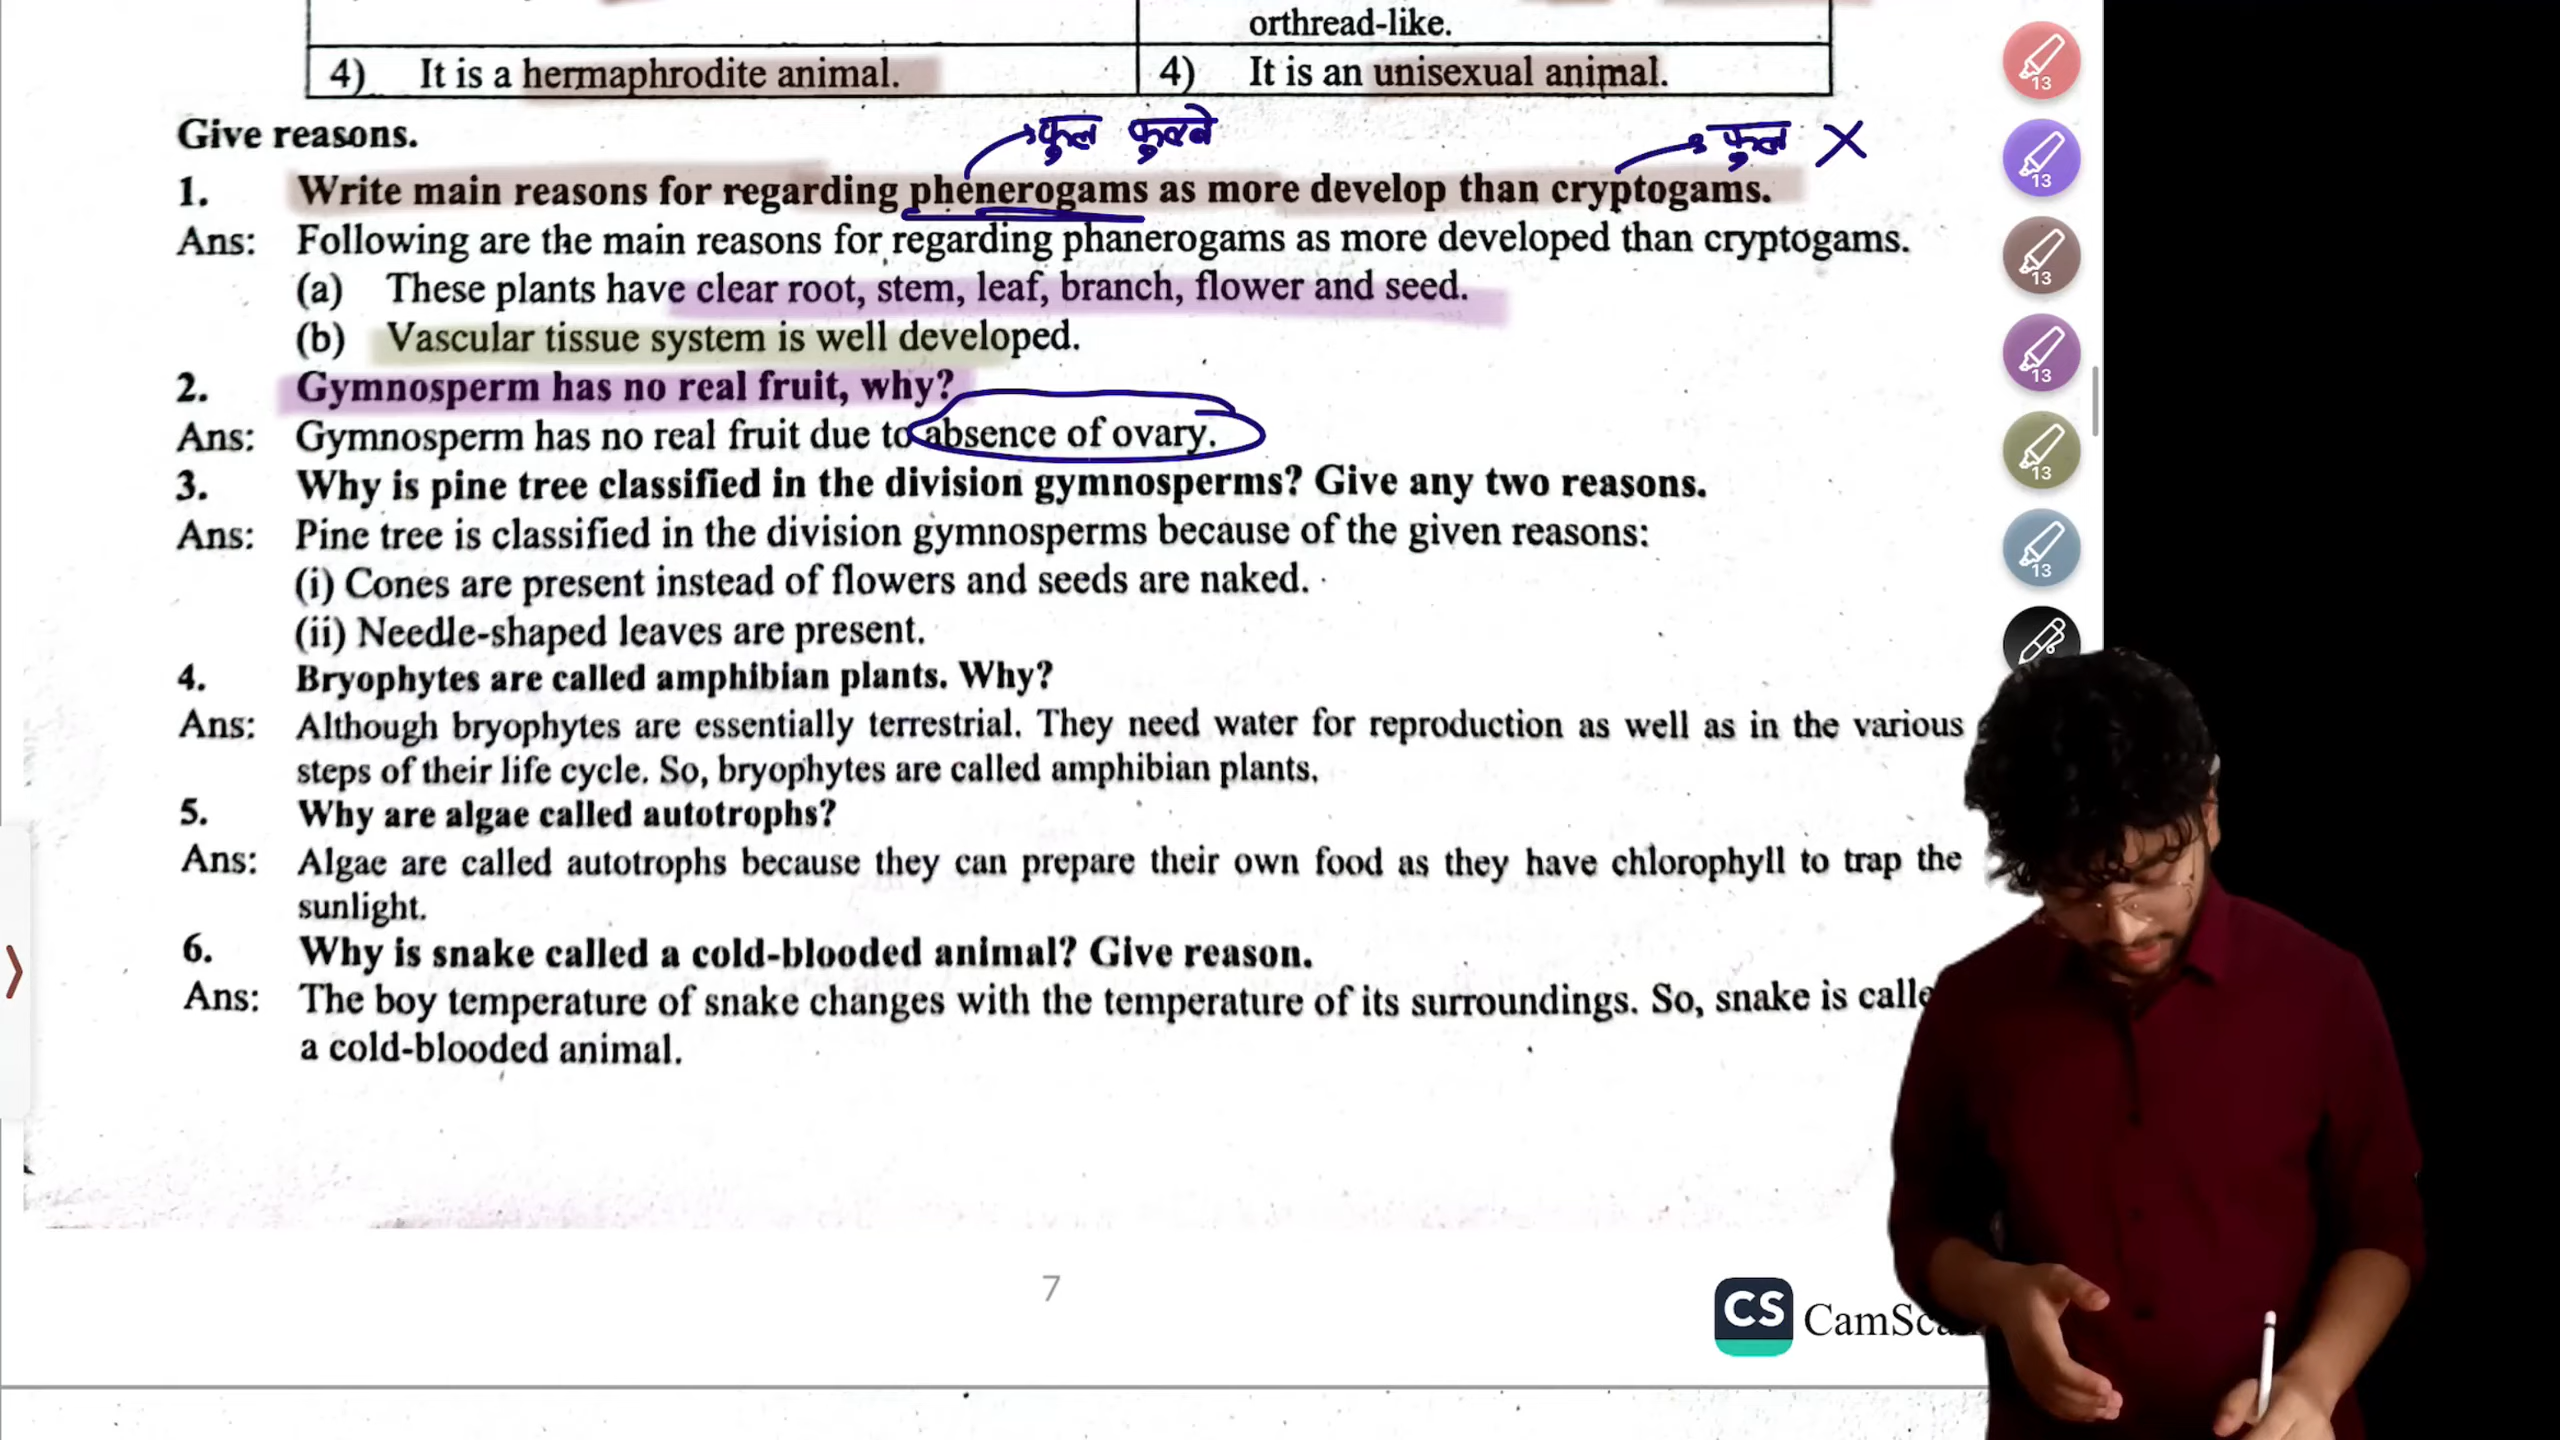 orthread-like.
4) It is a hermaphrodite animal. 4) It is an unisexual animal.
Give reasons.
फुल फुल्ने
फुल X
1. Write main reasons for regarding phenerogams as more develop than cryptogams.
Ans: Following are the main reasons for regarding phanerogams as more developed than cryptogams.
(a) These plants have clear root, stem, leaf, branch, flower and seed.
(b) Vascular tissue system is well developed.
2. Gymnosperm has no real fruit, why?
Ans: Gymnosperm has no real fruit due to absence of ovary.
3. Why is pine tree classified in the division gymnosperms? Give any two reasons.
Ans: Pine tree is classified in the division gymnosperms because of the given reasons:
(i) Cones are present instead of flowers and seeds are naked.
(ii) Needle-shaped leaves are present.
4. Bryophytes are called amphibian plants. Why?
Ans: Although bryophytes are essentially terrestrial. They need water for reproduction as well as in the various
steps of their life cycle. So, bryophytes are called amphibian plants.
5. Why are algae called autotrophs?
Ans: Algae are called autotrophs because they can prepare their own food as they have chlorophyll to trap the
sunlight.
6. Why is snake called a cold-blooded animal? Give reason.
Ans: The boy temperature of snake changes with the temperature of its surroundings. So, snake is calle
a cold-blooded animal.
7
CS CamSca
13
13
13
13
13
13